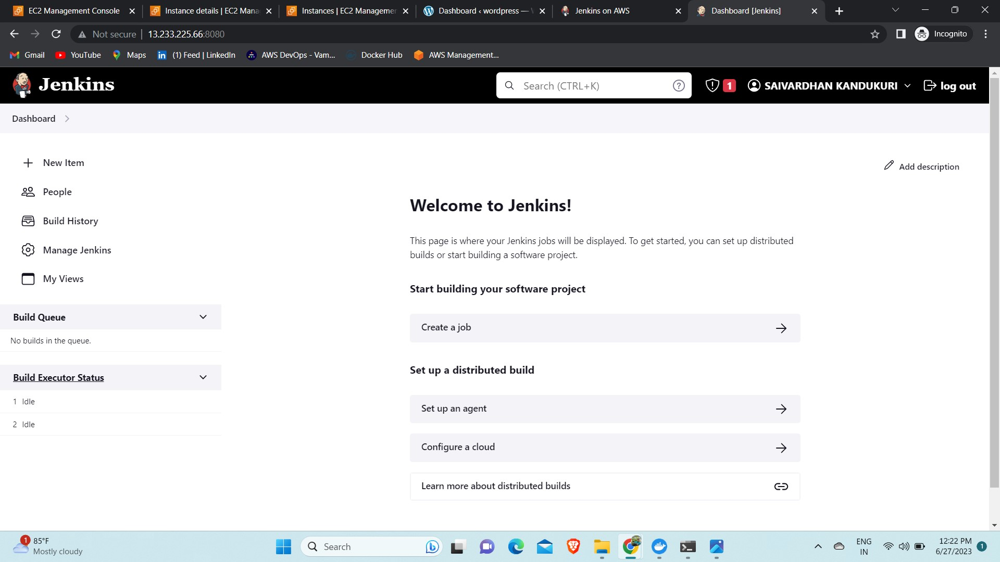 EC2 Management Console
Instance details | EC2 Mana
Instances | EC2 Managemen
Dashboard ‹ wordpress —
Jenkins on AWS
Dashboard [Jenkins]
Not secure
13.233.225.66:8080
Incognito
Gmail
YouTube
Maps
(1) Feed | LinkedIn
AWS DevOps - Vam...
Docker Hub
AWS Management...
Jenkins
Search (CTRL+K)
1
SAIVARDHAN KANDUKURI
log out
Dashboard
New Item
People
Build History
Manage Jenkins
My Views
Build Queue
No builds in the queue.
Build Executor Status
1 Idle
2 Idle
Add description
Welcome to Jenkins!
This page is where your Jenkins jobs will be displayed. To get started, you can set up distributed
builds or start building a software project.
Start building your software project
Create a job
Set up a distributed build
Set up an agent
Configure a cloud
Learn more about distributed builds
1
85°F
Mostly cloudy
Search
ENG
IN
12:22 PM
6/27/2023
1